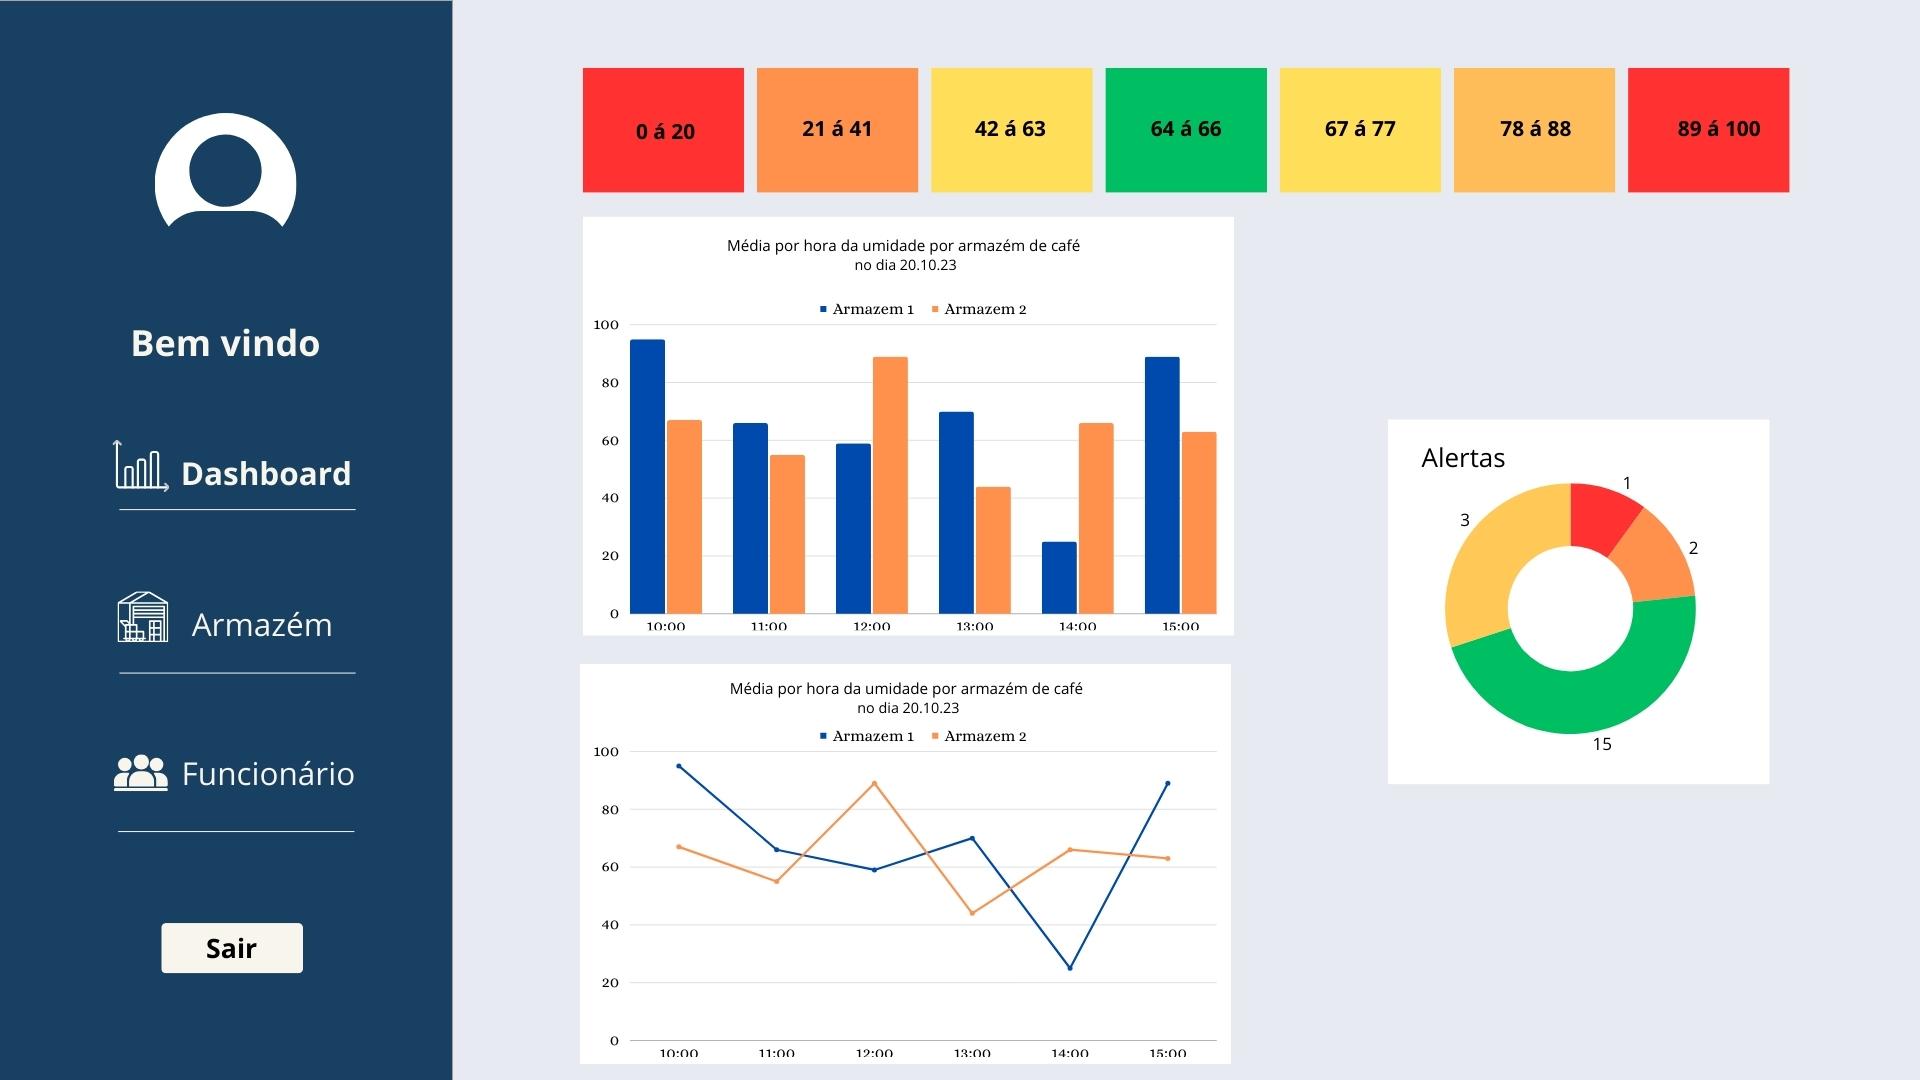 Bem vindo
Dashboard
Armazém
Funcionário
Sair
0 á 20
21 á 41
42 á 63
64 á 66
67 á 77
78 á 88
89 á 100
Média por hora da umidade por armazém de café
no dia 20.10.23
Armazem 1
Armazem 2
100
80
60
40
20
0
10:00
11:00
12:00
13:00
14:00
15:00
Média por hora da umidade por armazém de café
no dia 20.10.23
Armazem 1
Armazem 2
100
80
60
40
20
0
10:00
11:00
12:00
13:00
14:00
15:00
Alertas
1
2
3
15